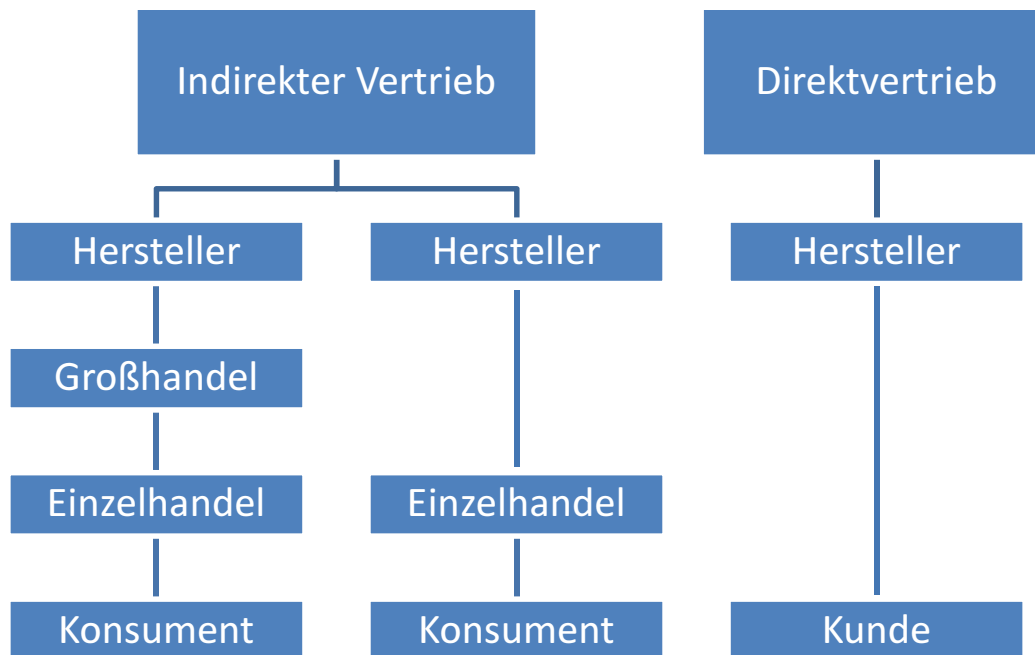 Indirekter Vertrieb
Direktvertrieb
Hersteller
Hersteller
Hersteller
Großhandel
Einzelhandel
Einzelhandel
Konsument
Konsument
Kunde